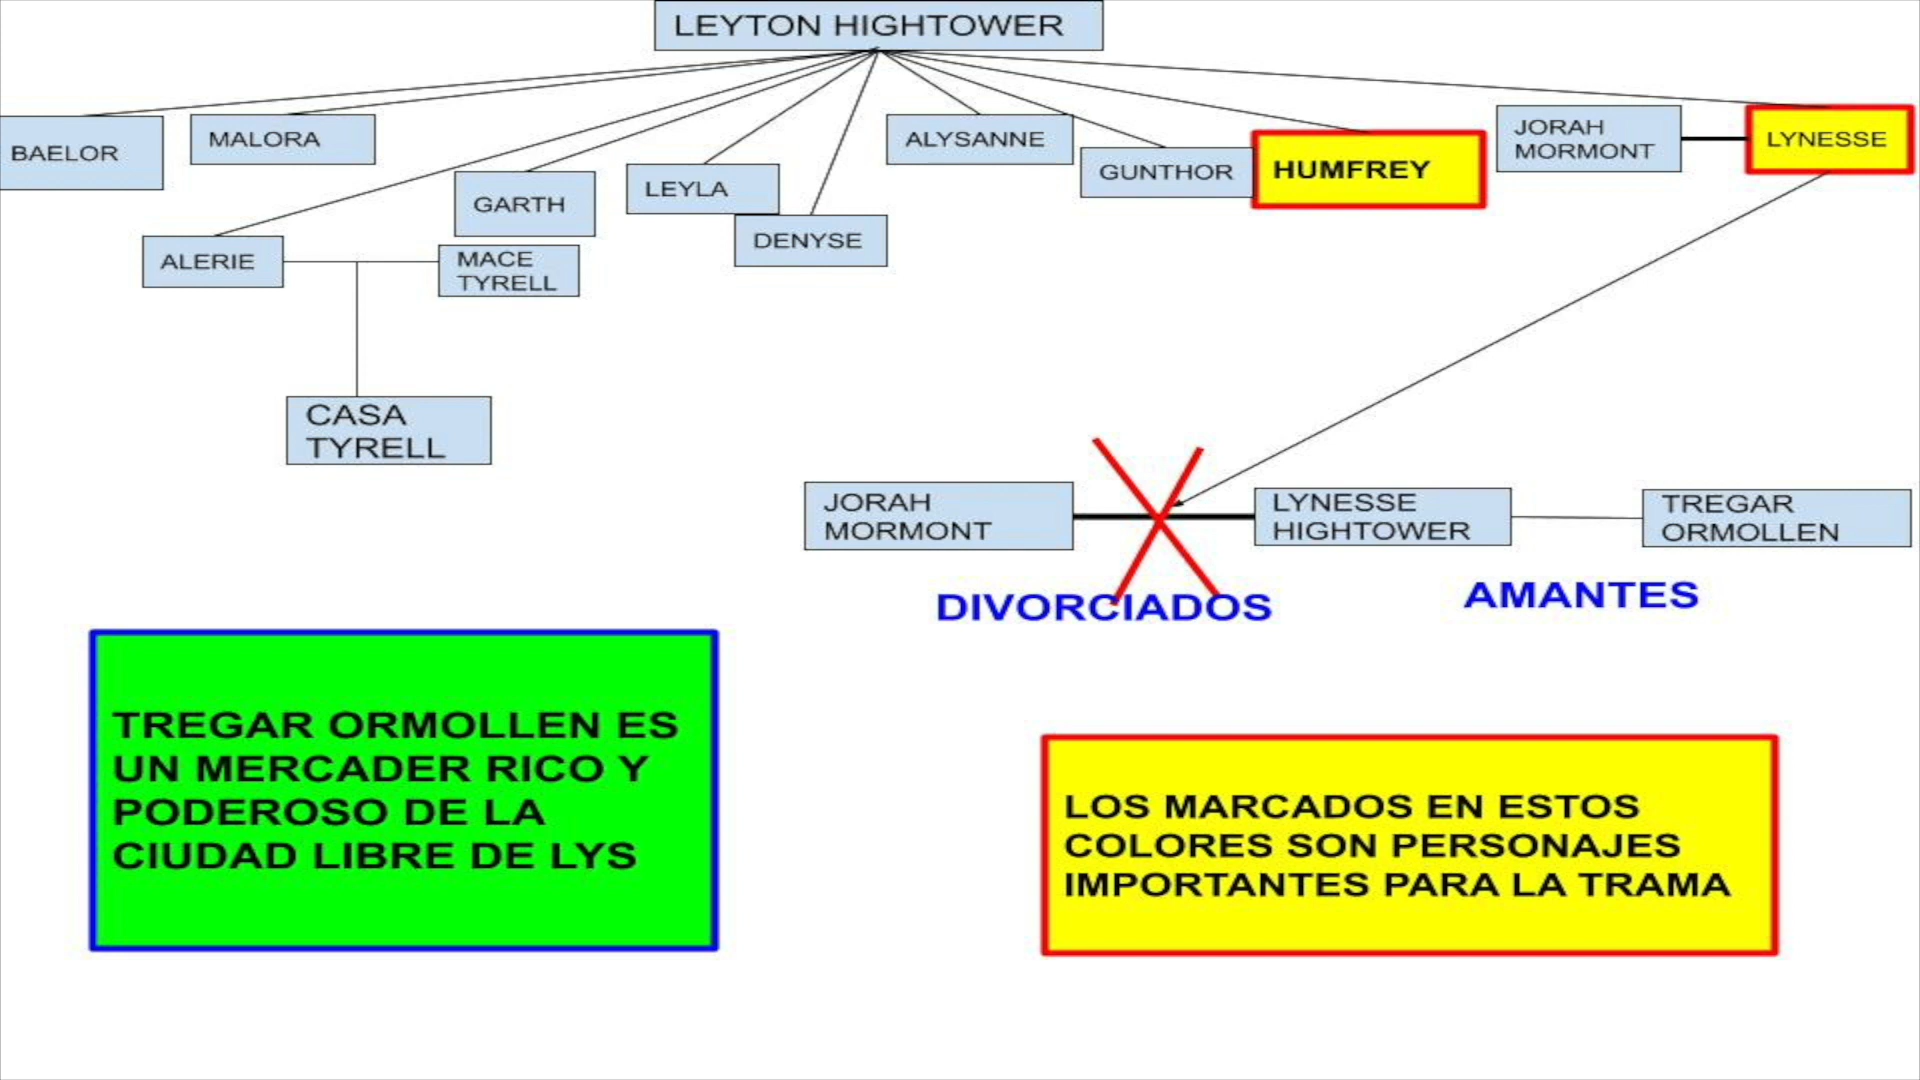 LEYTON HIGHTOWER
BAELOR
MALORA
ALYSANNE
GUNTHOR
HUMFREY
JORAH
MORMONT
LYNESSE
GARTH
LEYLA
DENYSE
ALERIE
MACE
TYRELL
CASA
TYRELL
JORAH
MORMONT
LYNESSE
HIGHTOWER
TREGAR
ORMOLLEN
DIVORCIADOS
AMANTES
TREGAR ORMOLLEN ES
UN MERCADER RICO Y
PODEROSO DE LA
CIUDAD LIBRE DE LYS
LOS MARCADOS EN ESTOS
COLORES SON PERSONAJES
IMPORTANTES PARA LA TRAMA